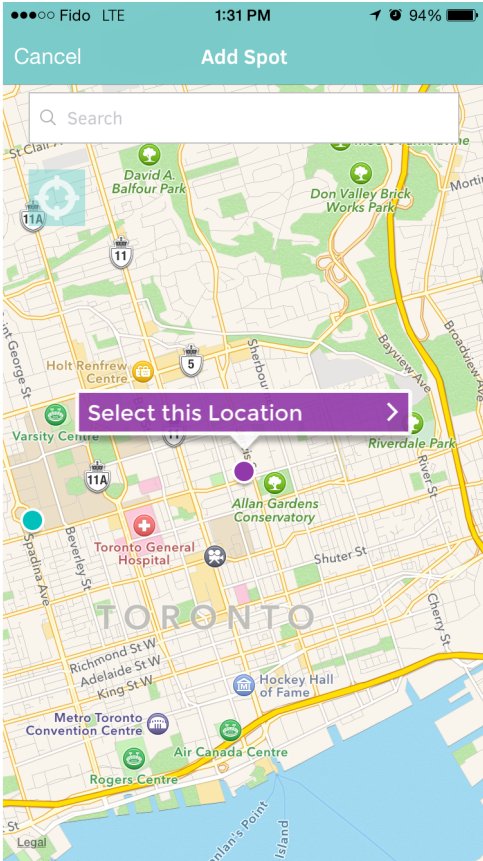 Fido LTE 1:31 PM 94%
Cancel Add Spot
Search
St Clair
David A.
Balfour Park
Don Valley Brick
Works Park
11A
11
5
Holt Renfrew
Centre
Bayview Ave
Broadview Ave
Select this Location
Varsity Centre
Riverdale Park
11A
River St
Allan Gardens
Conservatory
Toronto General
Hospital
Spadina Ave
Beverley St
Shuter St
Cherry St
TORONTO
Richmond St W
Adelaide St W
King St W
Hockey Hall
of Fame
Metro Toronto
Convention Centre
Air Canada Centre
Rogers Centre
St
Legal
Island